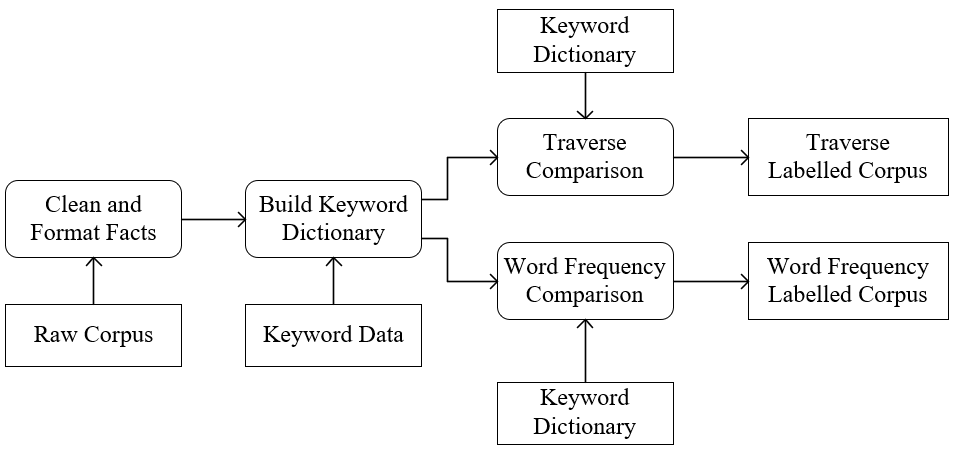 Keyword
Dictionary
Traverse
Comparison
Traverse
Labelled Corpus
Clean and
Format Facts
Build Keyword
Dictionary
Word Frequency
Comparison
Word Frequency
Labelled Corpus
Raw Corpus
Keyword Data
Keyword
Dictionary